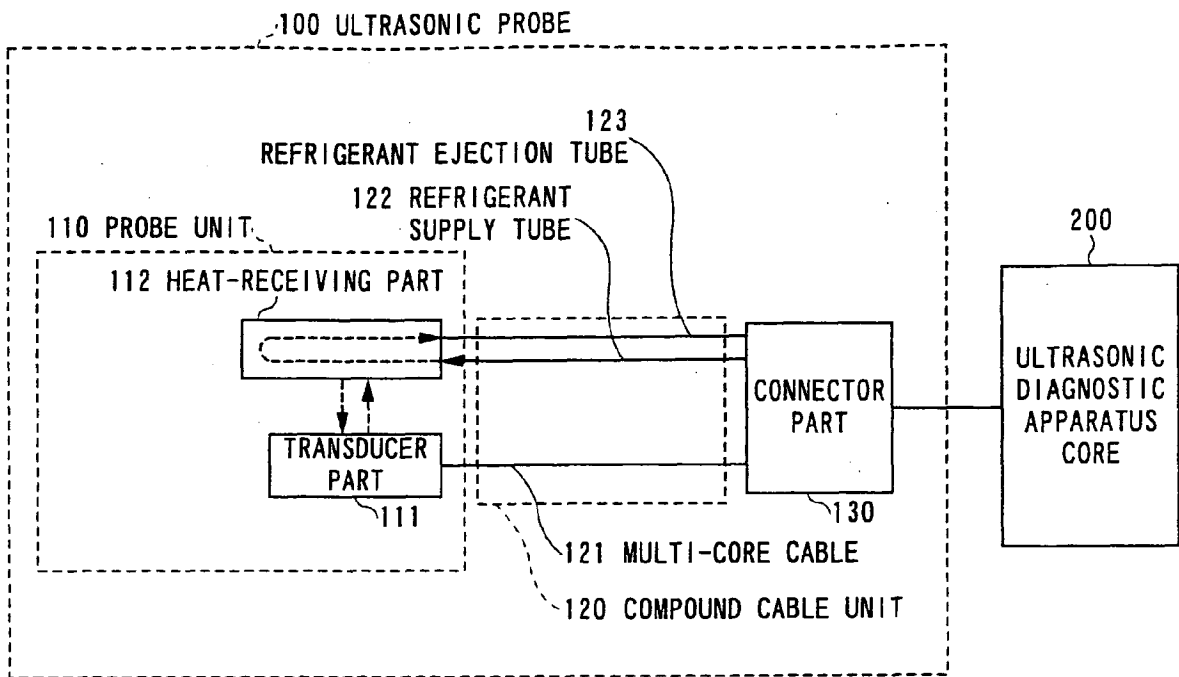 100 ULTRASONIC PROBE
123
REFRIGERANT EJECTION TUBE
122 REFRIGERANT
SUPPLY TUBE
110 PROBE UNIT
112 HEAT-RECEIVING PART
200
TRANSDUCER
PART
111
CONNECTOR
PART
130
ULTRASONIC
DIAGNOSTIC
APPARATUS
CORE
121 MULTI-CORE CABLE
120 COMPOUND CABLE UNIT